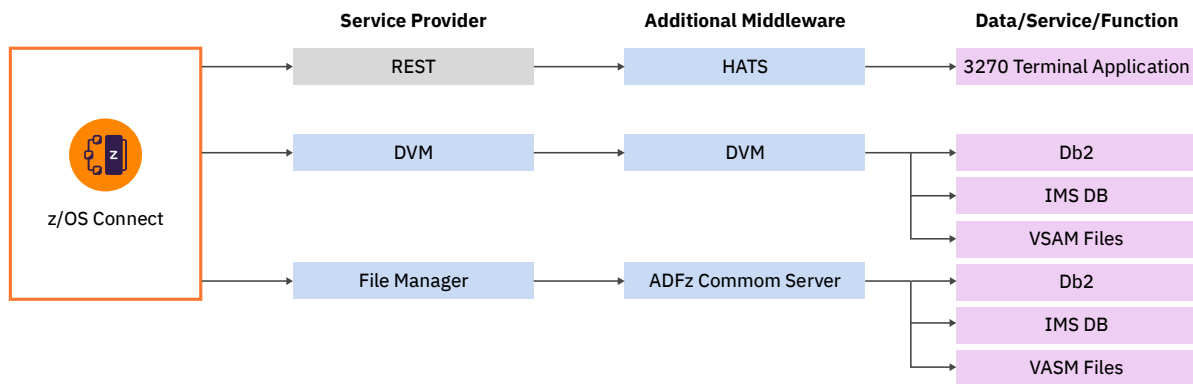 Service Provider
Additional Middleware
Data/Service/Function
REST
HATS
3270 Terminal Application
z
z/OS Connect
DVM
DVM
Db2
IMS DB
VSAM Files
File Manager
ADFz Commom Server
Db2
IMS DB
VASM Files